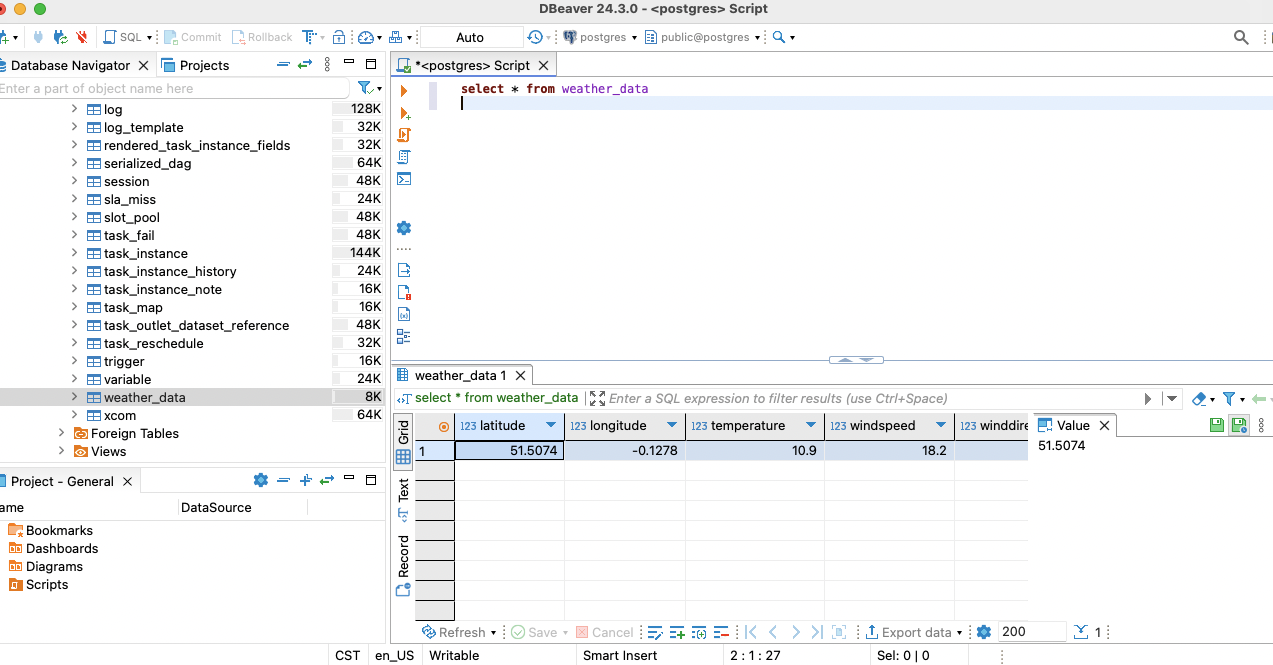 DBeaver 24.3.0 - <postgres> Script
SQL Commit Rollback Auto postgres public@postgres
Database Navigator Projects
*<postgres> Script
Enter a part of object name here
select * from weather_data
log 128K
log_template 32K
rendered_task_instance_fields 32K
serialized_dag 64K
session 48K
sla_miss 24K
slot_pool 48K
task_fail 48K
task_instance 144K
task_instance_history 24K
task_instance_note 16K
task_map 16K
task_outlet_dataset_reference 48K
task_reschedule 32K
trigger 16K
variable 24K
weather_data 8K
xcom 64K
Foreign Tables
Views
Project - General
ame DataSource
Bookmarks
Dashboards
Diagrams
Scripts
weather_data 1
select * from weather_data Enter a SQL expression to filter results (use Ctrl+Space)
Grid
Text
Record
123 latitude 123 longitude 123 temperature 123 windspeed 123 winddire
1 51.5074 -0.1278 10.9 18.2
Value
51.5074
Refresh Save Cancel Export data 200 1
CST en_US Writable Smart Insert 2 : 1 : 27 Sel: 0 | 0